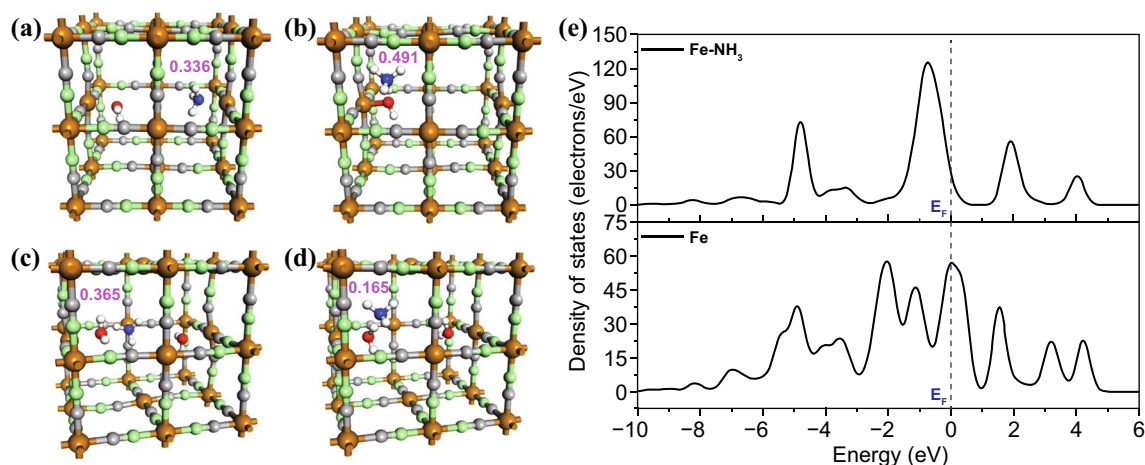 (a)
0.336
(b)
0.491
(c)
0.365
(d)
0.165
(e)
Density of states (electrons/eV)
150
120
90
60
30
0
Fe-NH₃
E_F
75
60
45
30
15
0
Fe
E_F
−10 −8 −6 −4 −2 0 2 4 6
Energy (eV)